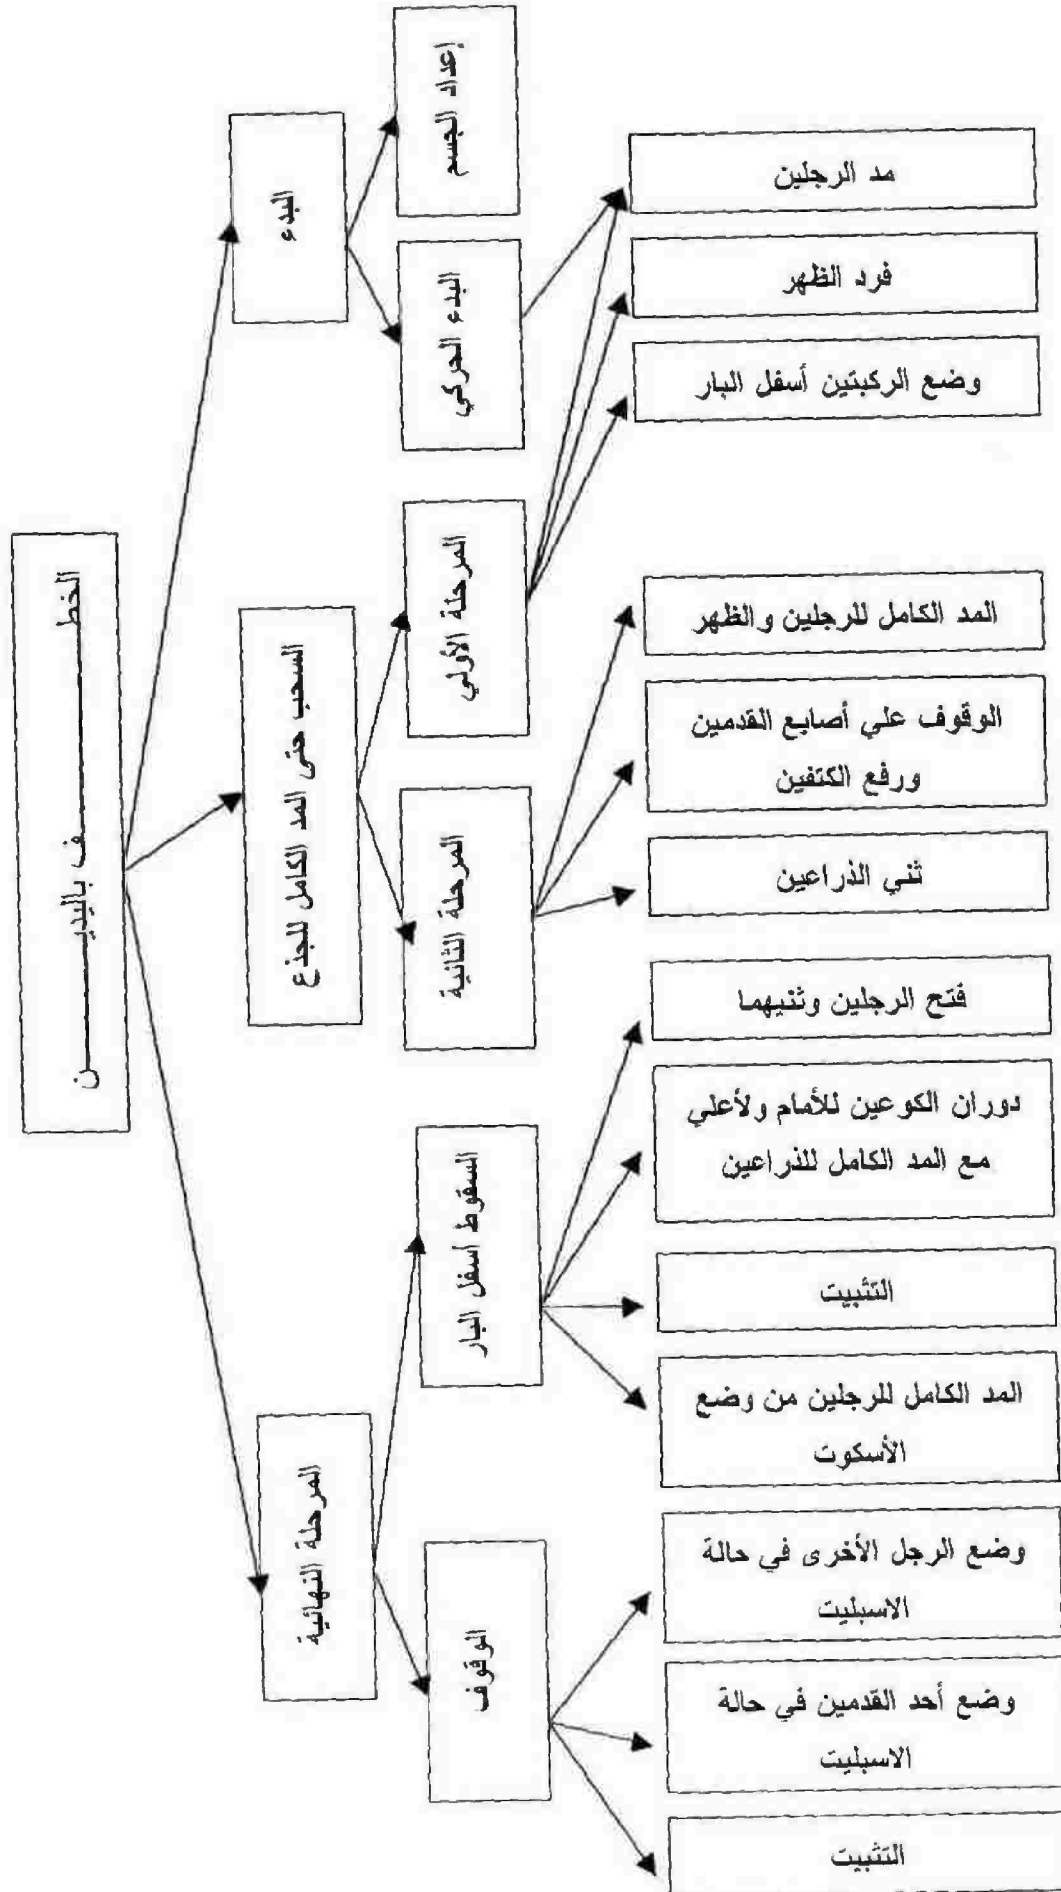 الخطــــــف باليديــــــن
البدء
السحب حتى المد الكامل للجذع
المرحلة النهائية
إعداد الجسم
البدء الحركي
المرحلة الأولي
المرحلة الثانية
السقوط أسفل البار
الوقوف
مد الرجلين
فرد الظهر
وضع الركبتين أسفل البار
المد الكامل للرجلين والظهر
الوقوف علي أصابع القدمين
ورفع الكتفين
ثني الذراعين
فتح الرجلين وثنيهما
دوران الكوعين للأمام ولأعلي
مع المد الكامل للذراعين
التثبيت
المد الكامل للرجلين من وضع
الأسكوت
وضع الرجل الأخرى في حالة
الاسبليت
وضع أحد القدمين في حالة
الاسبليت
التثبيت